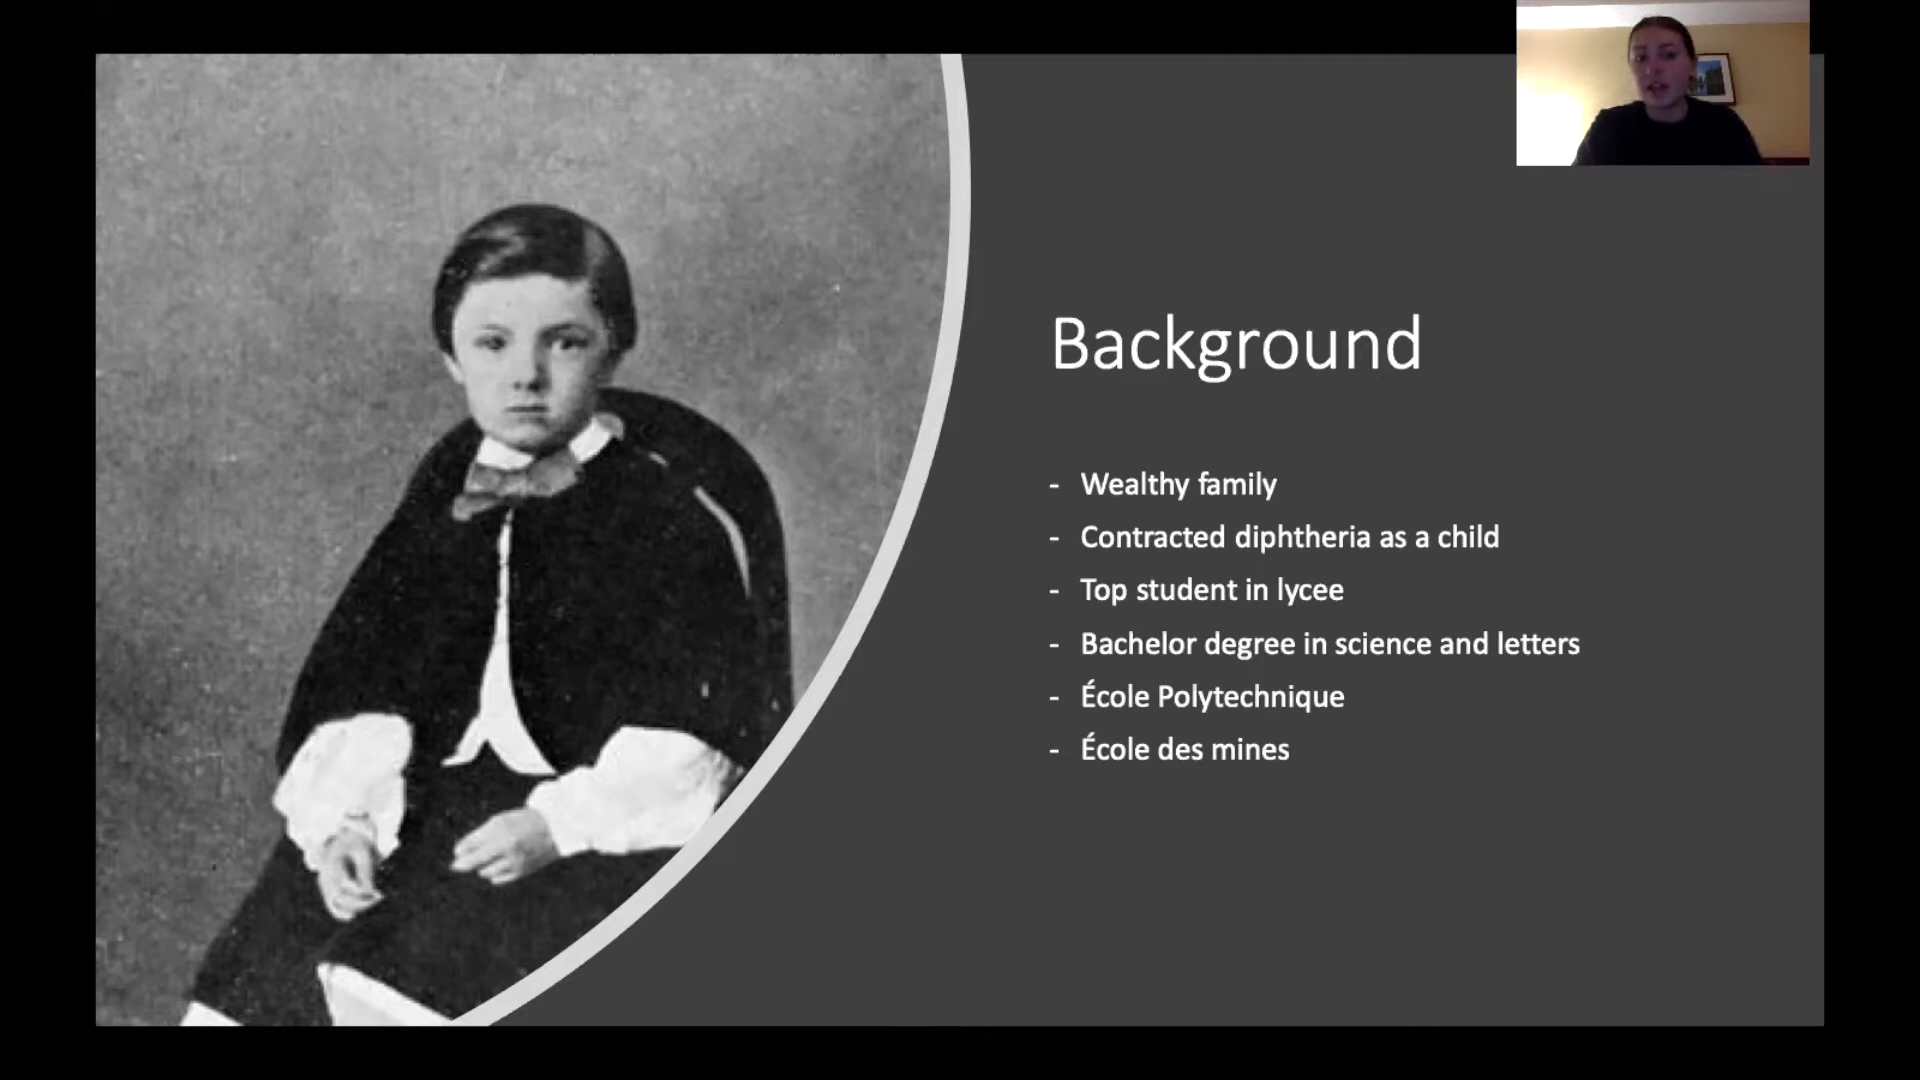 Background
- Wealthy family
- Contracted diphtheria as a child
- Top student in lycee
- Bachelor degree in science and letters
- École Polytechnique
- École des mines